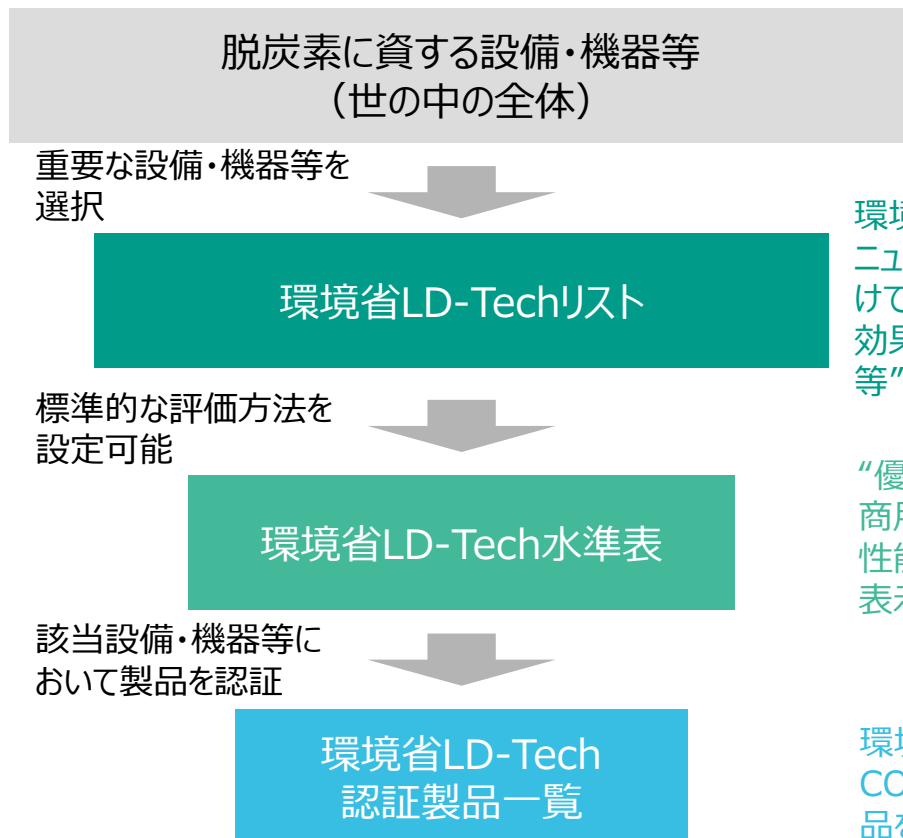 脱炭素に資する設備・機器等
（世の中の全体）
重要な設備・機器等を
選択
環境省LD-Techリスト
標準的な評価方法を
設定可能
環境省LD-Tech水準表
該当設備・機器等に
おいて製品を認証
環境省LD-Tech
認証製品一覧
環境
ニュ
けて
効果
等”
“優
商用
性能
表示
環境
CO
品を